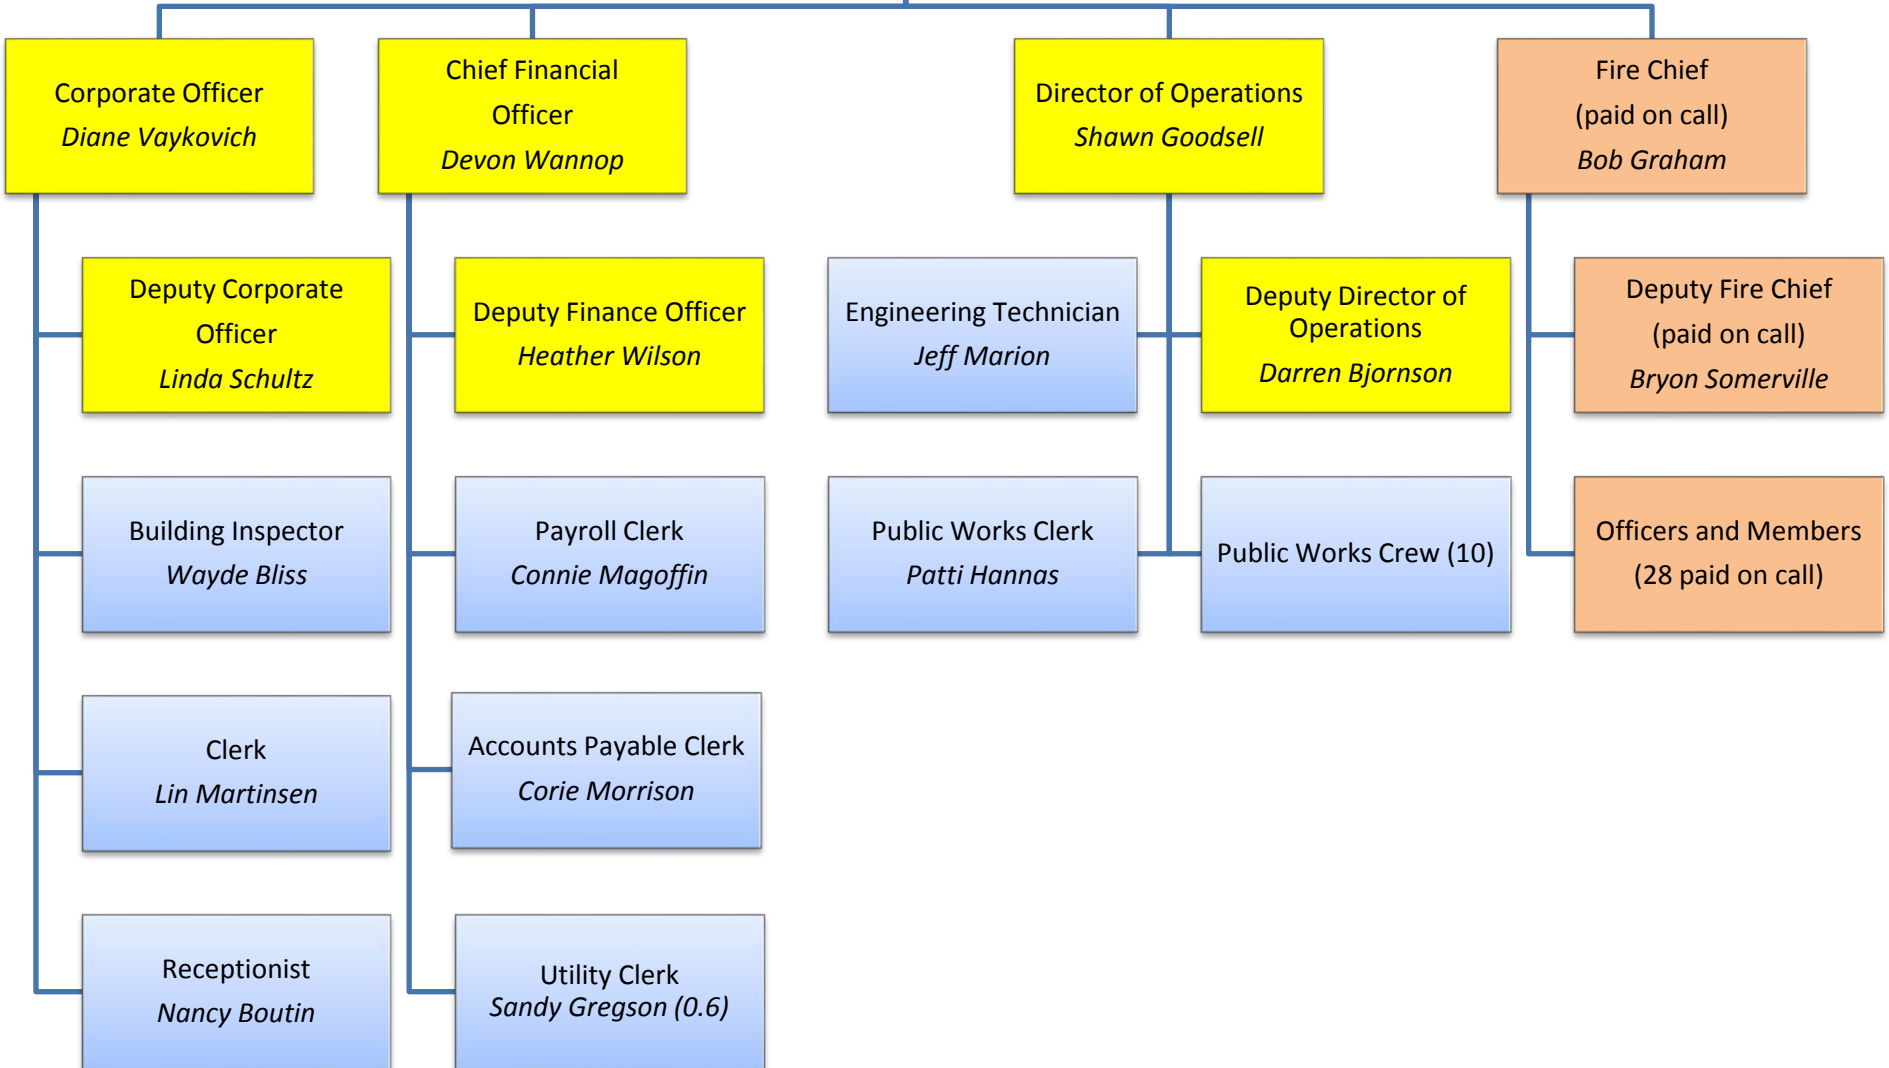 Corporate Officer
Diane Vaykovich
Chief Financial
Officer
Devon Wannop
Director of Operations
Shawn Goodsell
Fire Chief
(paid on call)
Bob Graham
Deputy Corporate
Officer
Linda Schultz
Deputy Finance Officer
Heather Wilson
Engineering Technician
Jeff Marion
Deputy Director of
Operations
Darren Bjornson
Deputy Fire Chief
(paid on call)
Bryon Somerville
Building Inspector
Wayde Bliss
Payroll Clerk
Connie Magoffin
Public Works Clerk
Patti Hannas
Public Works Crew (10)
Officers and Members
(28 paid on call)
Clerk
Lin Martinsen
Accounts Payable Clerk
Corie Morrison
Receptionist
Nancy Boutin
Utility Clerk
Sandy Gregson (0.6)